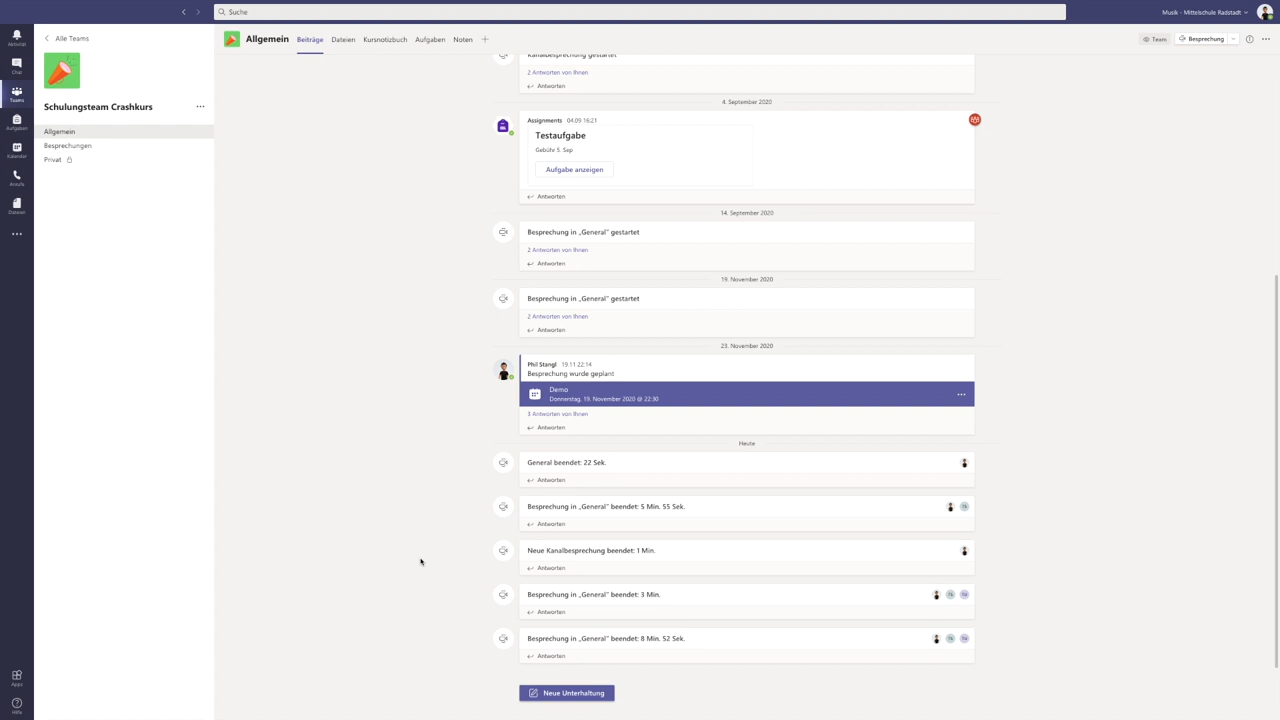 Suche
Musik - Mittelschule Radstadt
Aktivität
Chat
Teams
Aufgaben
Kalender
Anrufe
Dateien
Apps
Hilfe
Alle Teams
Schulungsteam Crashkurs
Allgemein
Besprechungen
Privat
Allgemein
Beiträge
Dateien
Kursnotizbuch
Aufgaben
Noten
Team
Besprechung
Kanalbesprechung gestartet
2 Antworten von Ihnen
Antworten
4. September 2020
Assignments 04.09 16:21
Testaufgabe
Gebühr 5. Sep
Aufgabe anzeigen
Antworten
14. September 2020
Besprechung in „General" gestartet
2 Antworten von Ihnen
Antworten
19. November 2020
Besprechung in „General" gestartet
2 Antworten von Ihnen
Antworten
23. November 2020
Phil Stangl 19.11 22:14
Besprechung wurde geplant
Demo
Donnerstag, 19. November 2020 @ 22:30
3 Antworten von Ihnen
Antworten
Heute
General beendet: 22 Sek.
Antworten
Besprechung in „General" beendet: 5 Min. 55 Sek.
Antworten
Neue Kanalbesprechung beendet: 1 Min.
Antworten
Besprechung in „General" beendet: 3 Min.
Antworten
Besprechung in „General" beendet: 8 Min. 52 Sek.
Antworten
Neue Unterhaltung